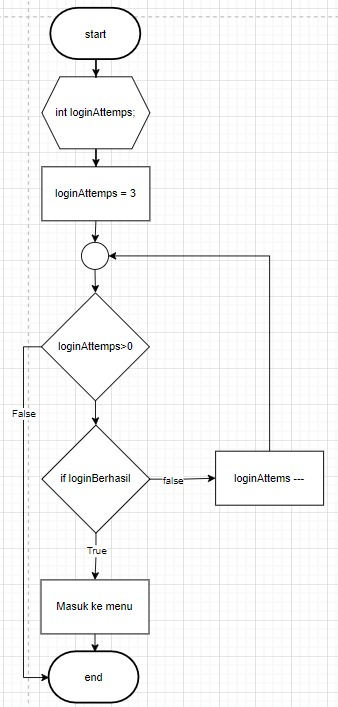 start
int loginAttemps;
loginAttemps = 3
loginAttemps>0
False
if loginBerhasil
false
loginAttems ---
True
Masuk ke menu
end